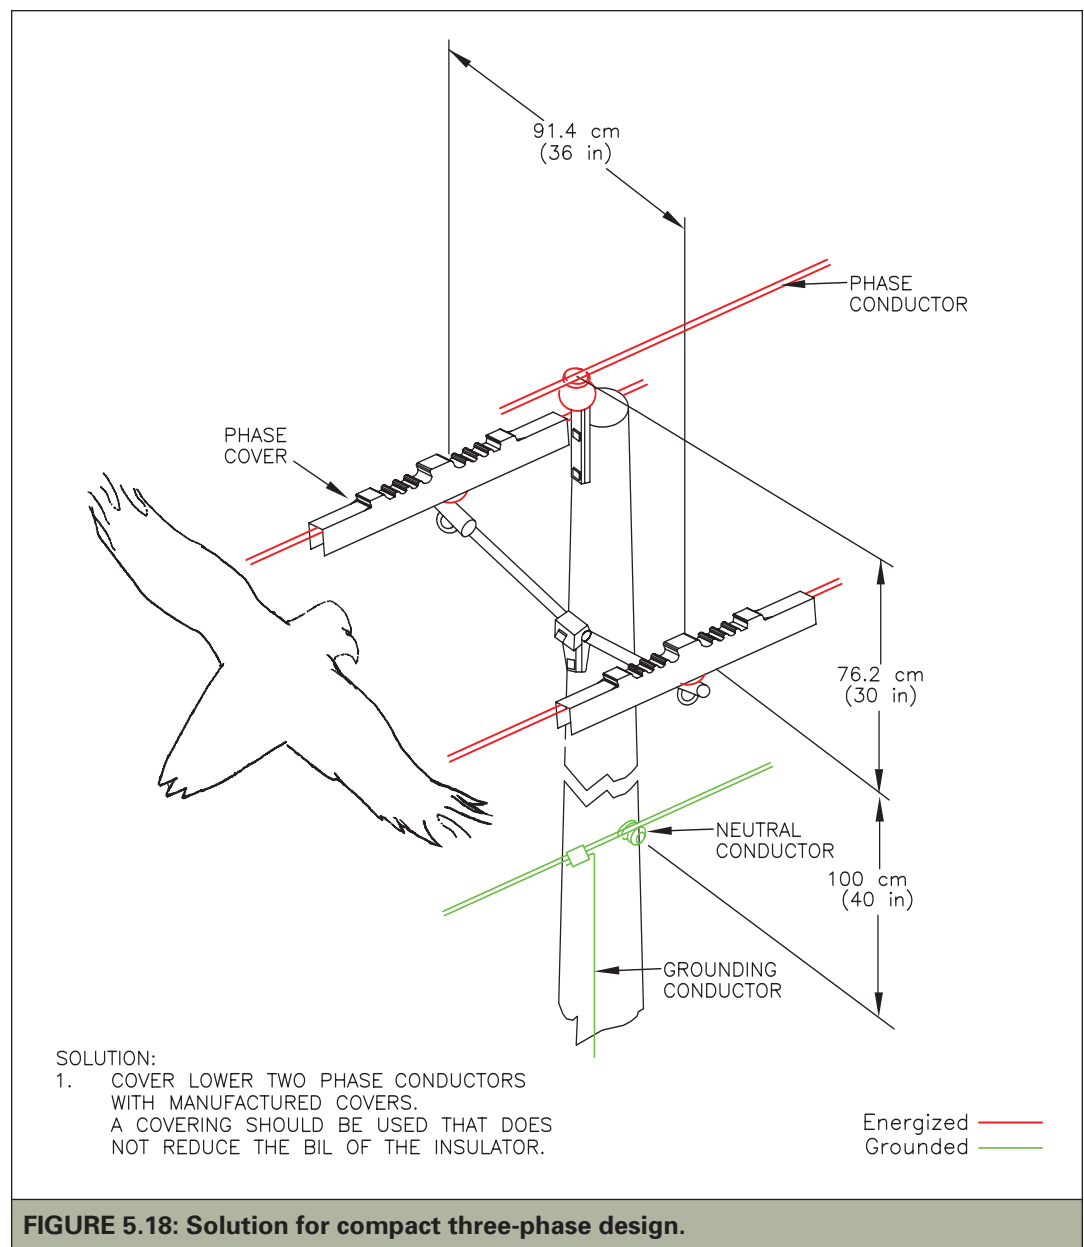 91.4 cm
(36 in)
PHASE
CONDUCTOR
PHASE
COVER
76.2 cm
(30 in)
NEUTRAL
CONDUCTOR
100 cm
(40 in)
GROUNDING
CONDUCTOR
SOLUTION:
1. COVER LOWER TWO PHASE CONDUCTORS
WITH MANUFACTURED COVERS.
A COVERING SHOULD BE USED THAT DOES
NOT REDUCE THE BIL OF THE INSULATOR.
Energized
Grounded
FIGURE 5.18: Solution for compact three-phase design.